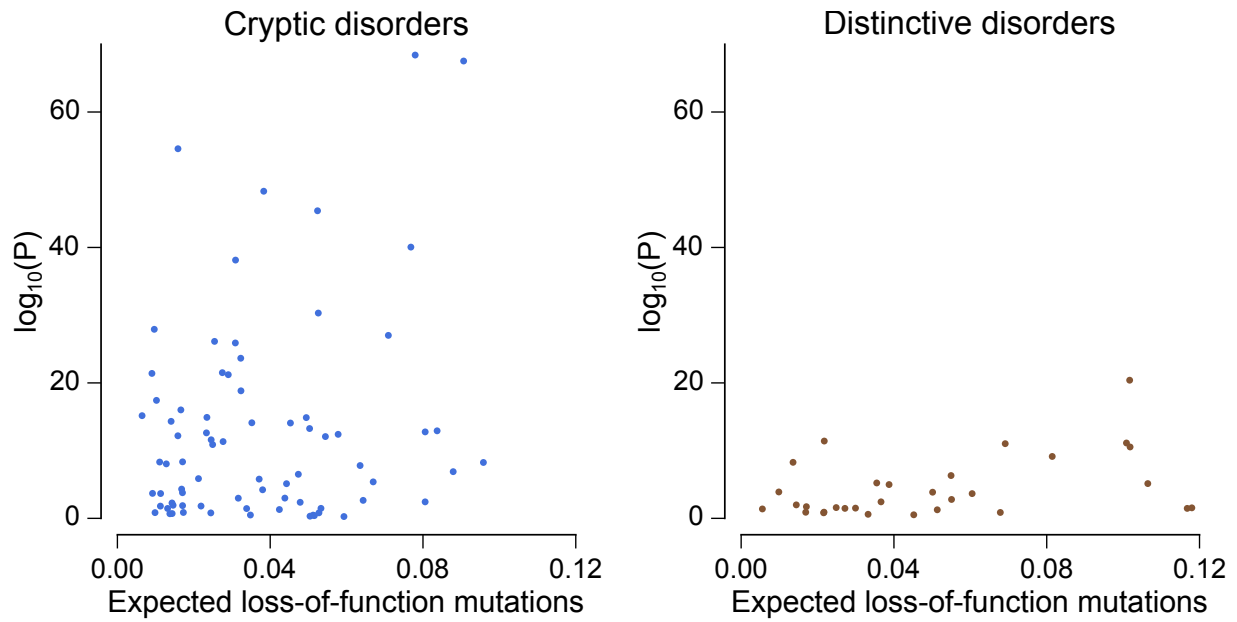 Cryptic disorders
log₁₀(P)
60
40
20
0
0.00 0.04 0.08 0.12
Expected loss-of-function mutations
Distinctive disorders
log₁₀(P)
60
40
20
0
0.00 0.04 0.08 0.12
Expected loss-of-function mutations